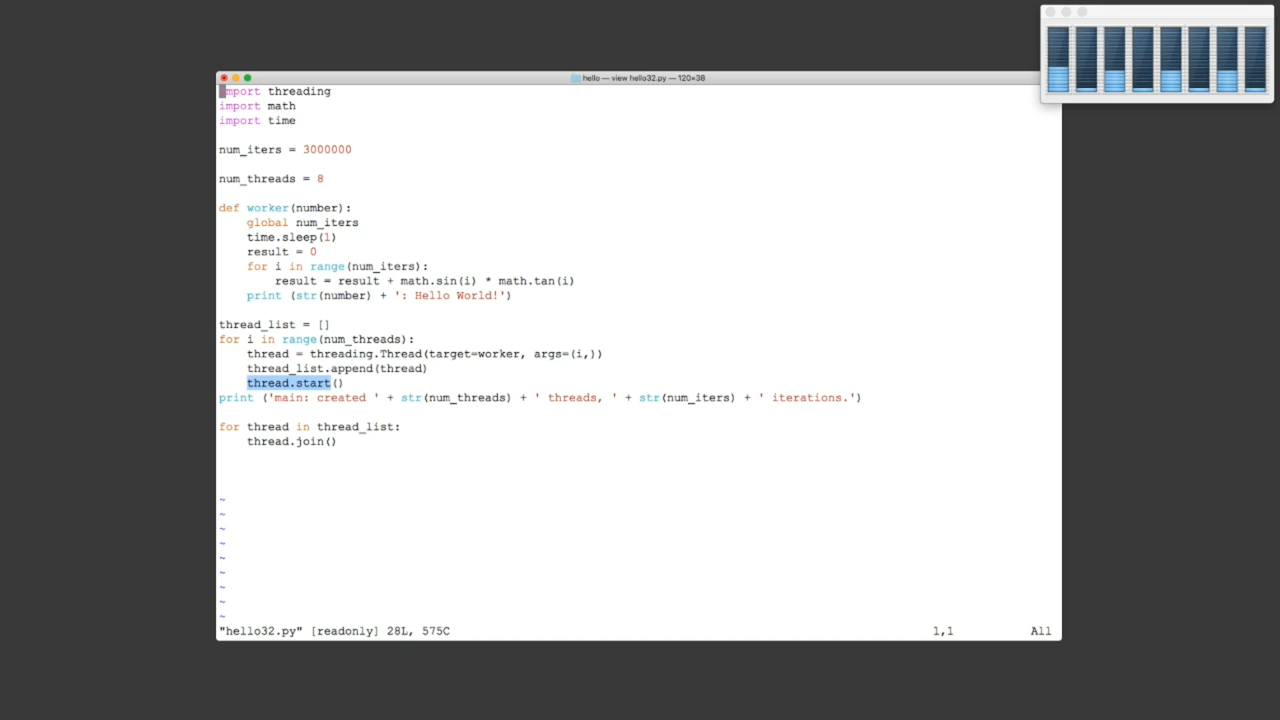 hello — view hello32.py — 120×38
import threading
import math
import time
num_iters = 3000000
num_threads = 8
def worker(number):
    global num_iters
    time.sleep(1)
    result = 0
    for i in range(num_iters):
        result = result + math.sin(i) * math.tan(i)
    print (str(number) + ': Hello World!')
thread_list = []
for i in range(num_threads):
    thread = threading.Thread(target=worker, args=(i,))
    thread_list.append(thread)
    thread.start()
print ('main: created ' + str(num_threads) + ' threads, ' + str(num_iters) + ' iterations.')
for thread in thread_list:
    thread.join()
~
~
~
~
~
~
~
~
~
"hello32.py" [readonly] 28L, 575C 1,1 All